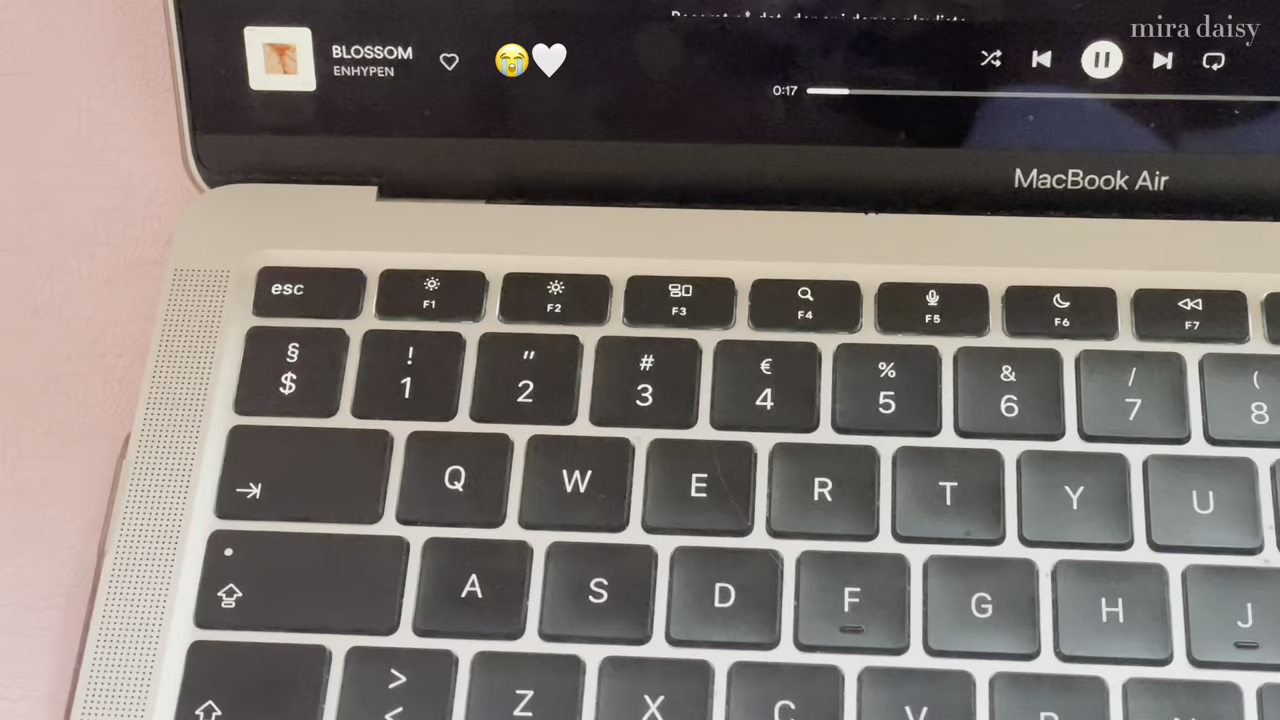 mira daisy
BLOSSOM
ENHYPEN
0:17
MacBook Air
esc F1 F2 F3 F4 F5 F6 F7
§ ! " # € % & / (
$ 1 2 3 4 5 6 7 8
Q W E R T Y U
A S D F G H J
>
< Z X C V